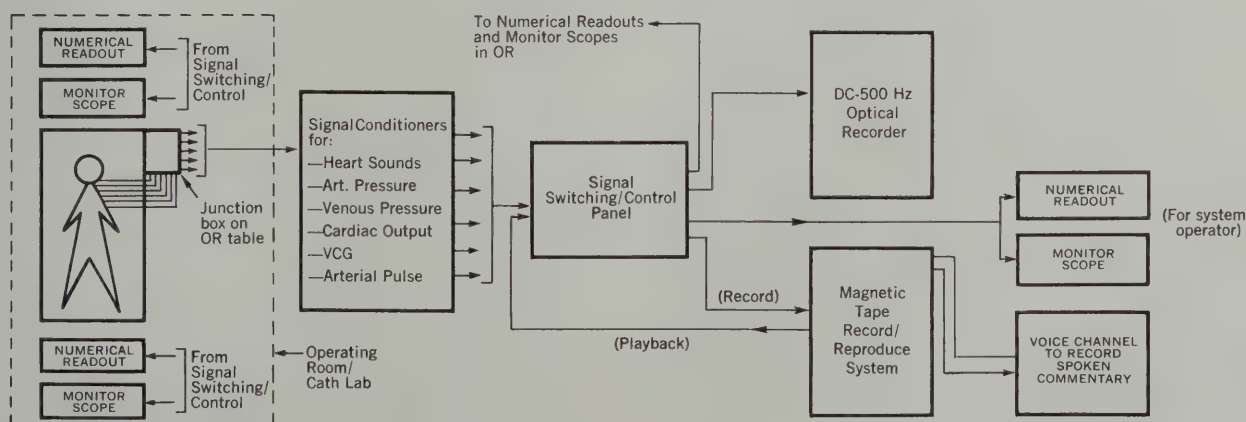 NUMERICAL
READOUT
MONITOR
SCOPE
From
Signal
Switching/
Control
Junction
box on
OR table
NUMERICAL
READOUT
MONITOR
SCOPE
From
Signal
Switching/
Control
Operating
Room/
Cath Lab
Signal Conditioners
for:
—Heart Sounds
—Art. Pressure
—Venous Pressure
—Cardiac Output
—VCG
—Arterial Pulse
To Numerical Readouts
and Monitor Scopes
in OR
Signal
Switching/Control
Panel
(Record)
(Playback)
DC-500 Hz
Optical
Recorder
Magnetic
Tape
Record/
Reproduce
System
NUMERICAL
READOUT
MONITOR
SCOPE
(For system
operator)
VOICE CHANNEL
TO RECORD
SPOKEN
COMMENTARY